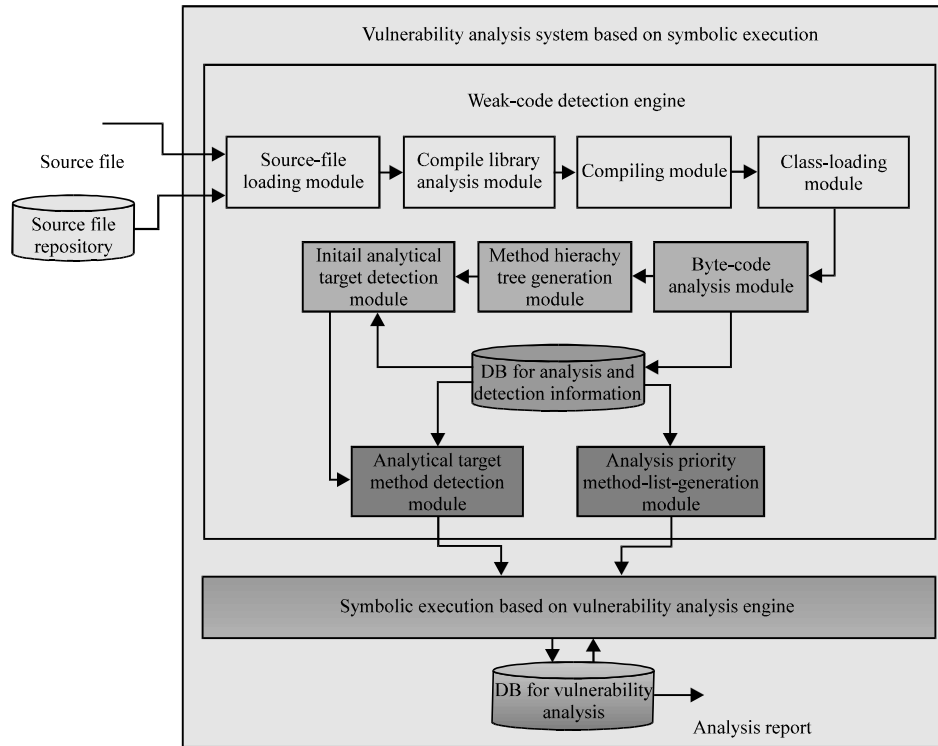 Vulnerability analysis system based on symbolic execution
Weak-code detection engine
Source file
Source file
repository
Source-file
loading module
Compile library
analysis module
Compiling module
Class-loading
module
Initail analytical
target detection
module
Method hierachy
tree generation
module
Byte-code
analysis module
DB for analysis and
detection information
Analytical target
method detection
module
Analysis priority
method-list-generation
module
Symbolic execution based on vulnerability analysis engine
DB for vulnerability
analysis
Analysis report